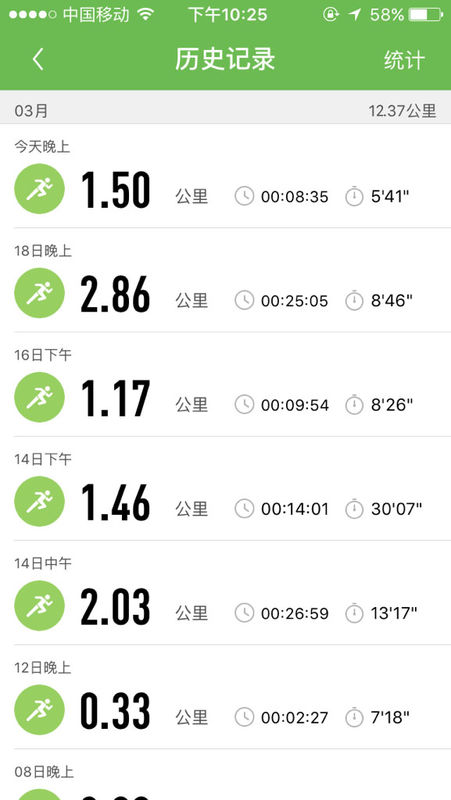 中国移动 下午10:25 58%
历史记录 统计
03月 12.37公里
今天晚上
1.50 公里 00:08:35 5'41"
18日晚上
2.86 公里 00:25:05 8'46"
16日下午
1.17 公里 00:09:54 8'26"
14日下午
1.46 公里 00:14:01 30'07"
14日中午
2.03 公里 00:26:59 13'17"
12日晚上
0.33 公里 00:02:27 7'18"
08日晚上